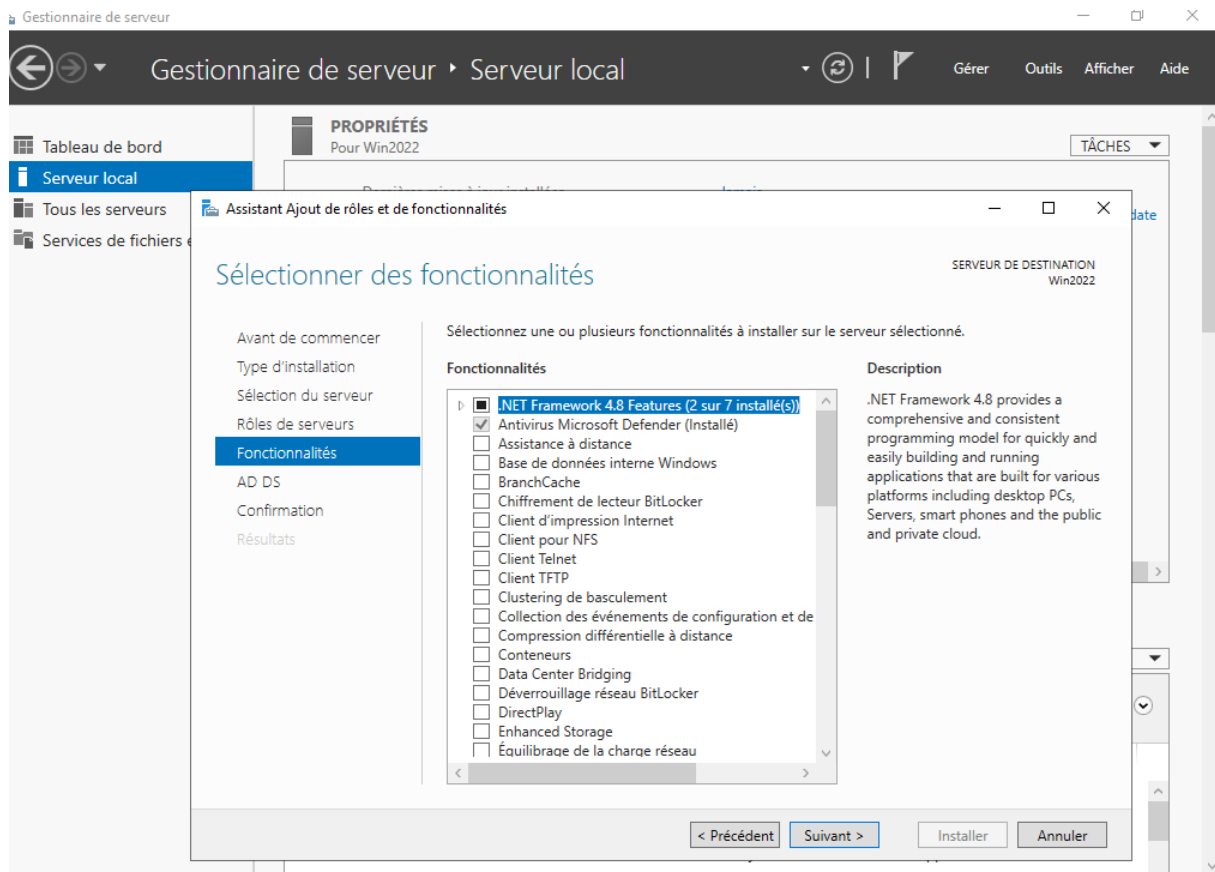 Gestionnaire de serveur
Gestionnaire de serveur ‣ Serveur local
Gérer
Outils
Afficher
Aide
Tableau de bord
Serveur local
Tous les serveurs
Services de fichiers
PROPRIÉTÉS
Pour Win2022
TÂCHES
Assistant Ajout de rôles et de fonctionnalités
Sélectionner des fonctionnalités
SERVEUR DE DESTINATION
Win2022
Avant de commencer
Type d'installation
Sélection du serveur
Rôles de serveurs
Fonctionnalités
AD DS
Confirmation
Résultats
Sélectionnez une ou plusieurs fonctionnalités à installer sur le serveur sélectionné.
Fonctionnalités
.NET Framework 4.8 Features (2 sur 7 installé(s))
Antivirus Microsoft Defender (Installé)
Assistance à distance
Base de données interne Windows
BranchCache
Chiffrement de lecteur BitLocker
Client d'impression Internet
Client pour NFS
Client Telnet
Client TFTP
Clustering de basculement
Collection des événements de configuration et de
Compression différentielle à distance
Conteneurs
Data Center Bridging
Déverrouillage réseau BitLocker
DirectPlay
Enhanced Storage
Équilibrage de la charge réseau
Description
.NET Framework 4.8 provides a
comprehensive and consistent
programming model for quickly and
easily building and running
applications that are built for various
platforms including desktop PCs,
Servers, smart phones and the public
and private cloud.
< Précédent
Suivant >
Installer
Annuler